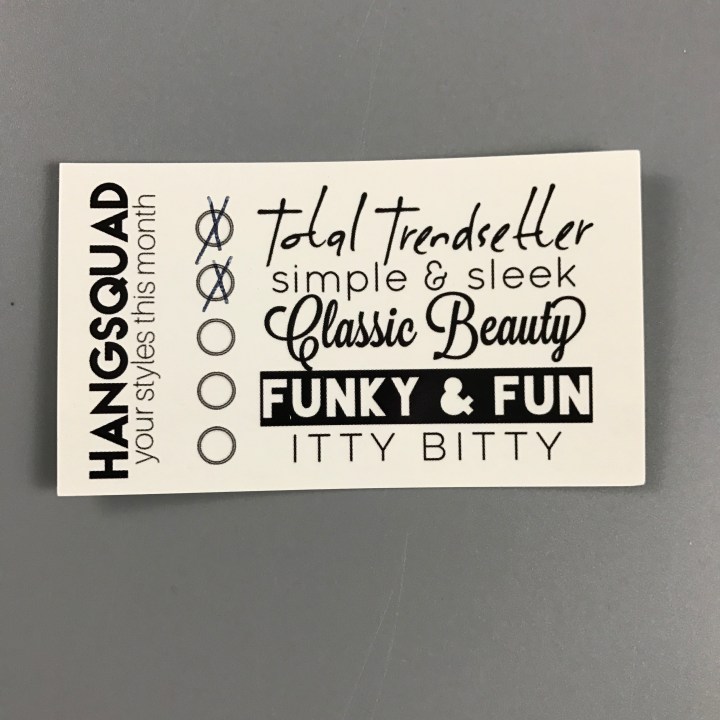 HANGSQUAD
your styles this month
Total Trendsetter
simple & sleek
Classic Beauty
FUNKY & FUN
ITTY BITTY